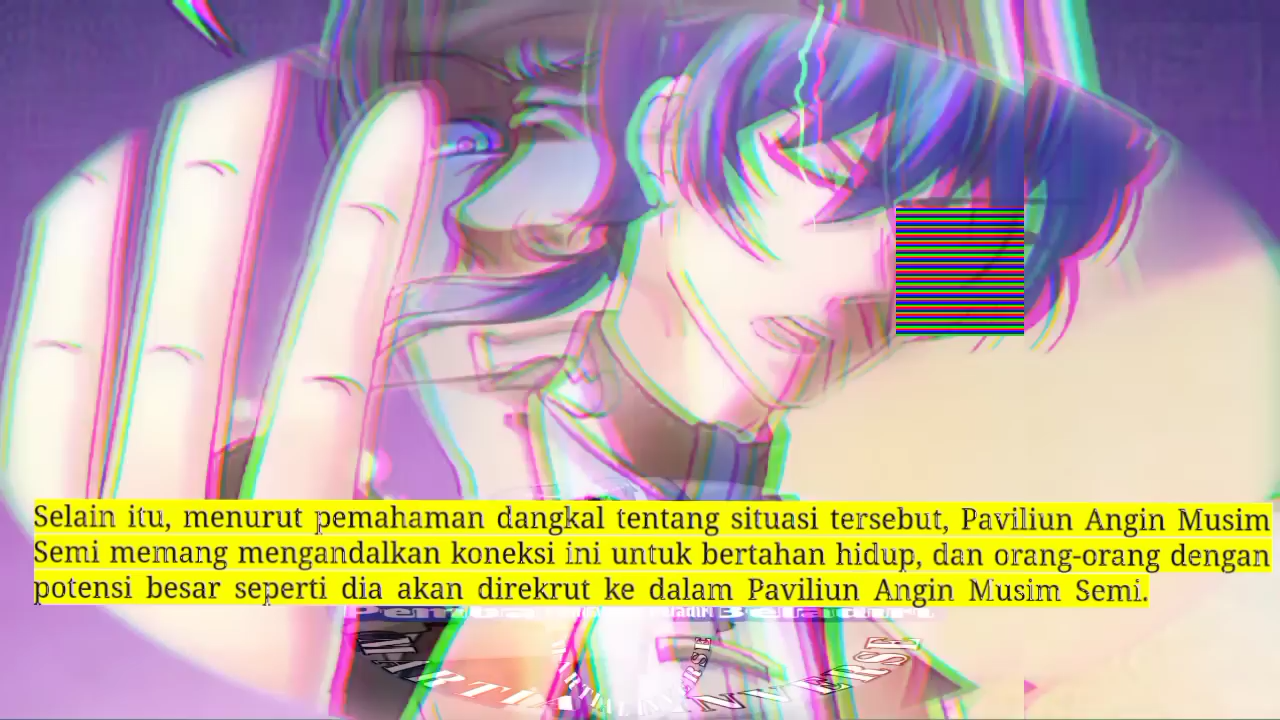 Selain itu, menurut pemahaman dangkal tentang situasi tersebut, Paviliun Angin Musim
Semi memang mengandalkan koneksi ini untuk bertahan hidup, dan orang-orang dengan
potensi besar seperti dia akan direkrut ke dalam Paviliun Angin Musim Semi.